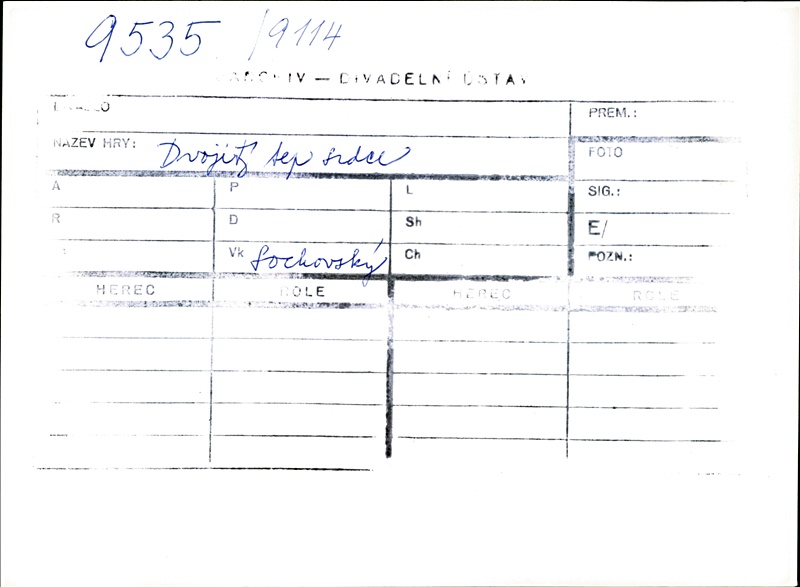 9535 /9114
ARCHIV — DIVADELNÍ ÚSTAV
DIVADLO
PREM.:
NÁZEV HRY: Dvojitý tep srdce
FOTO
A P L SIG.:
R D Sh E/
Vk Sochovský Ch POZN.:
HEREC ROLE HEREC ROLE